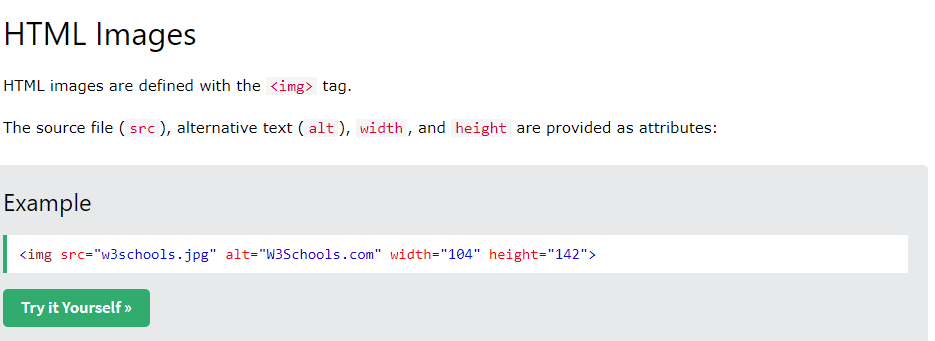 HTML Images
HTML images are defined with the <img> tag.
The source file (src), alternative text (alt), width, and height are provided as attributes:
Example
<img src="w3schools.jpg" alt="W3Schools.com" width="104" height="142">
Try it Yourself »